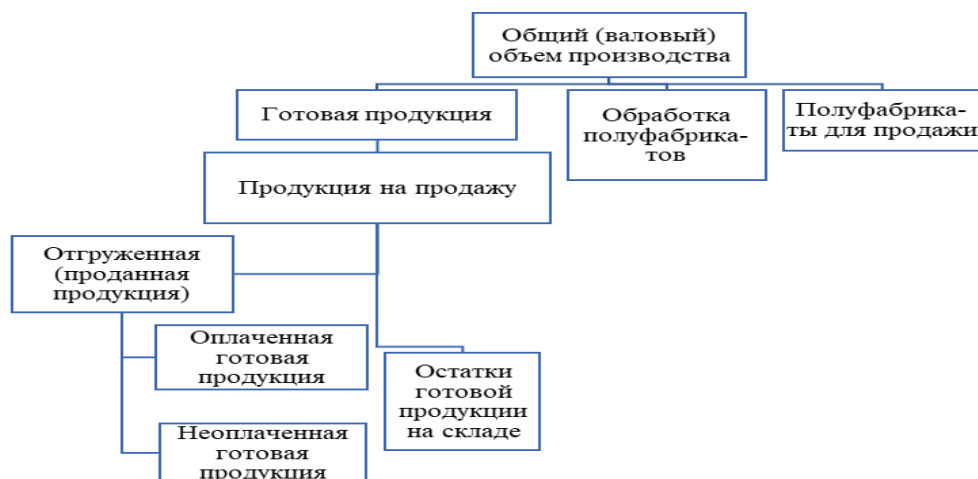 Общий (валовый)
объем производства
Готовая продукция
Обработка
полуфабрика-
тов
Полуфабрика-
ты для продажи
Продукция на продажу
Отгруженная
(проданная
продукция)
Оплаченная
готовая
продукция
Остатки
готовой
продукции
на складе
Неоплаченная
готовая
продукция